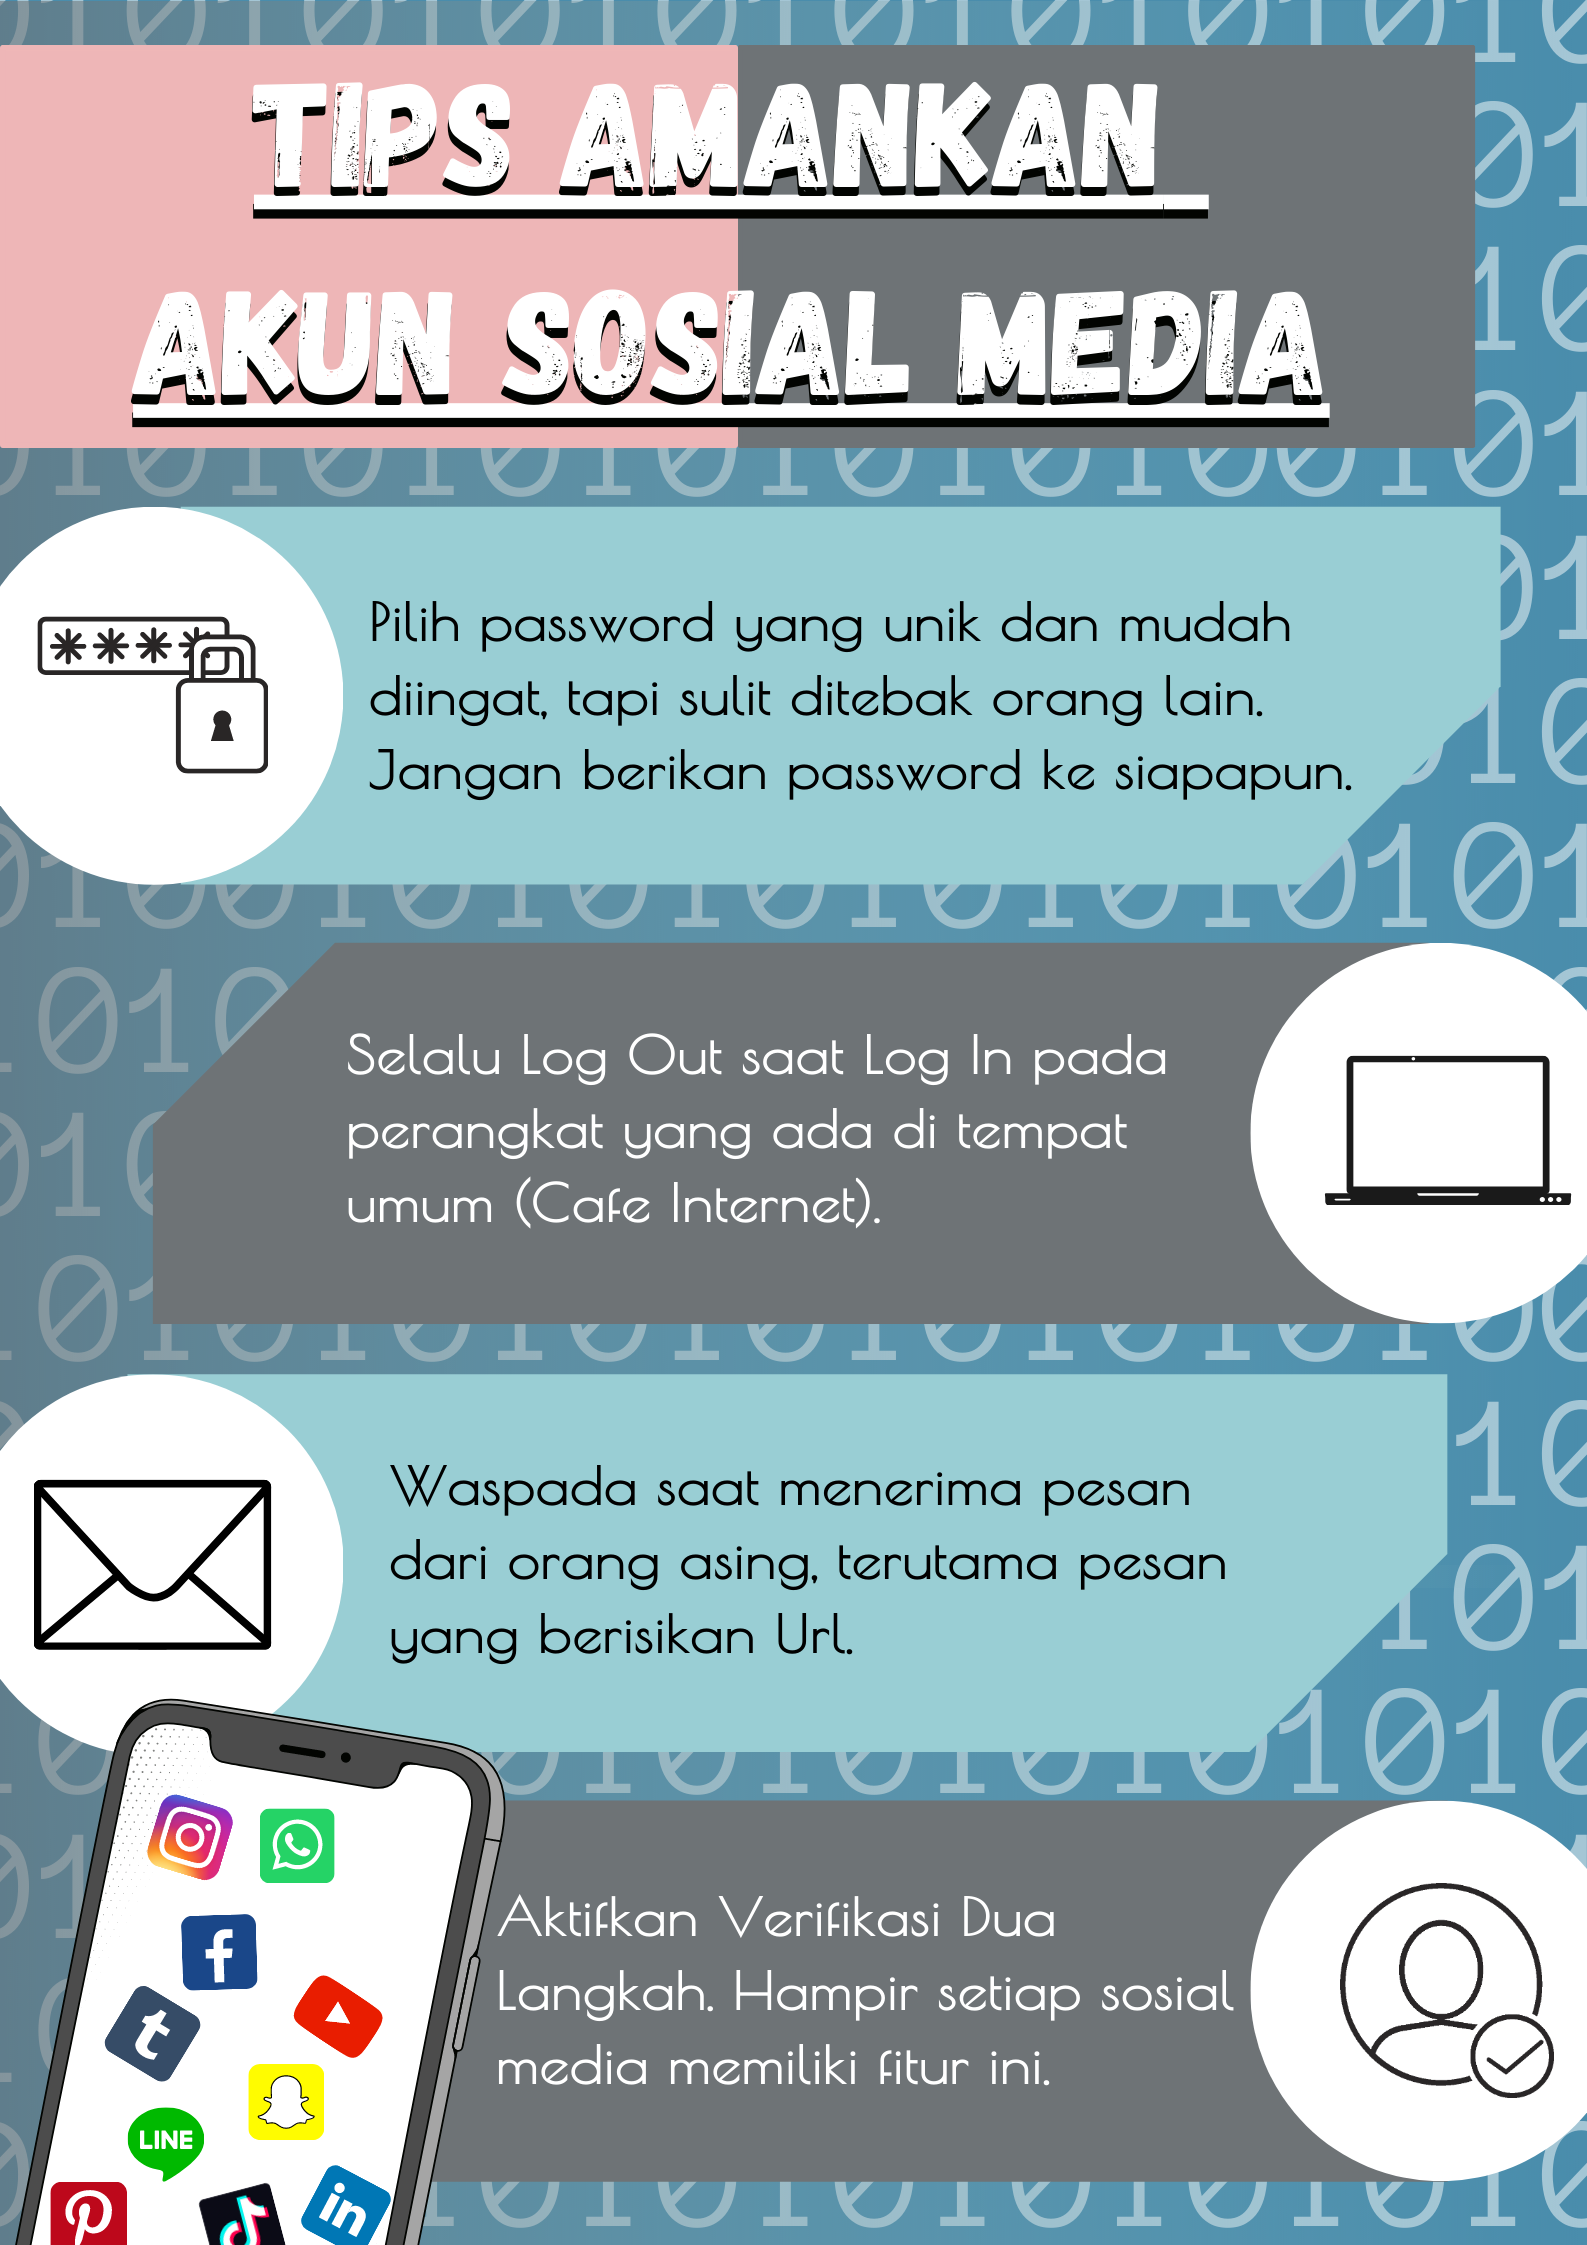 TIPS AMANKAN
AKUN SOSIAL MEDIA
Pilih password yang unik dan mudah
diingat, tapi sulit ditebak orang lain.
Jangan berikan password ke siapapun.
Selalu Log Out saat Log In pada
perangkat yang ada di tempat
umum (Cafe Internet).
Waspada saat menerima pesan
dari orang asing, terutama pesan
yang berisikan Url.
Aktifkan Verifikasi Dua
Langkah. Hampir setiap sosial
media memiliki fitur ini.
LINE
in